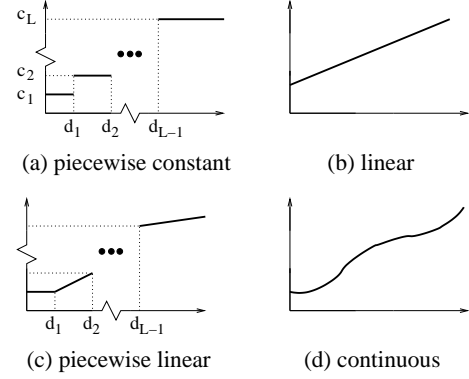 c_L
c_2
c_1
d_1 d_2 d_{L−1}
(a) piecewise constant
(b) linear
d_1 d_2 d_{L−1}
(c) piecewise linear
(d) continuous